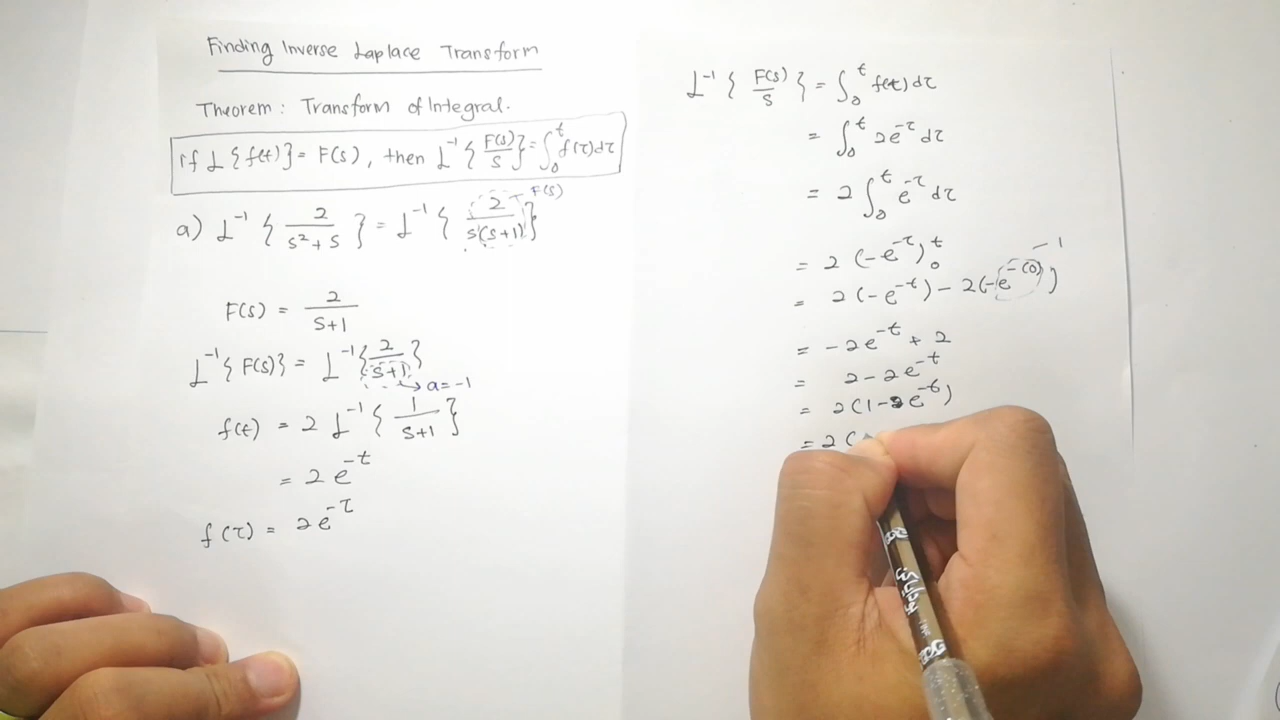 Finding Inverse Laplace Transform
Theorem: Transform of Integral.
If L{f(t)} = F(s), then L⁻¹{F(s)/s} = ∫₀ᵗ f(τ)dτ
F(s)
a) L⁻¹{2/(s²+s)} = L⁻¹{2/(s(s+1))}
F(s) = 2/(s+1)
L⁻¹{F(s)} = L⁻¹{2/(s+1)}
→ a = -1
f(t) = 2 L⁻¹{1/(s+1)}
= 2e^(-t)
f(τ) = 2e^(-τ)
L⁻¹{F(s)/s} = ∫₀ᵗ f(τ)dτ
= ∫₀ᵗ 2e^(-τ) dτ
= 2 ∫₀ᵗ e^(-τ) dτ
= 2(-e^(-τ))₀ᵗ
1
= 2(-e^(-t)) - 2(-e^(-(0)))
= -2e^(-t) + 2
= 2 - 2e^(-t)
= 2(1 - e^(-t))
= 2(